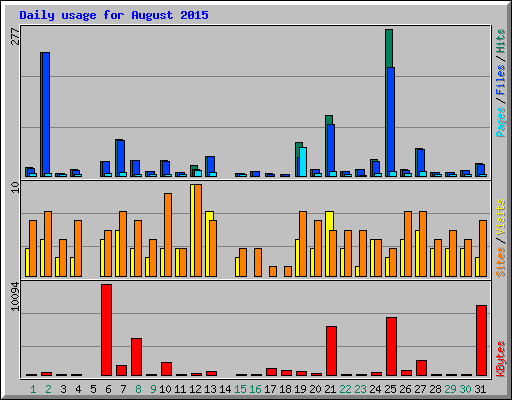 Daily usage for August 2015
277
Pages / Files / Hits
10
Sites / Visits
10094
KBytes
1 2 3 4 5 6 7 8 9 10 11 12 13 14 15 16 17 18 19 20 21 22 23 24 25 26 27 28 29 30 31